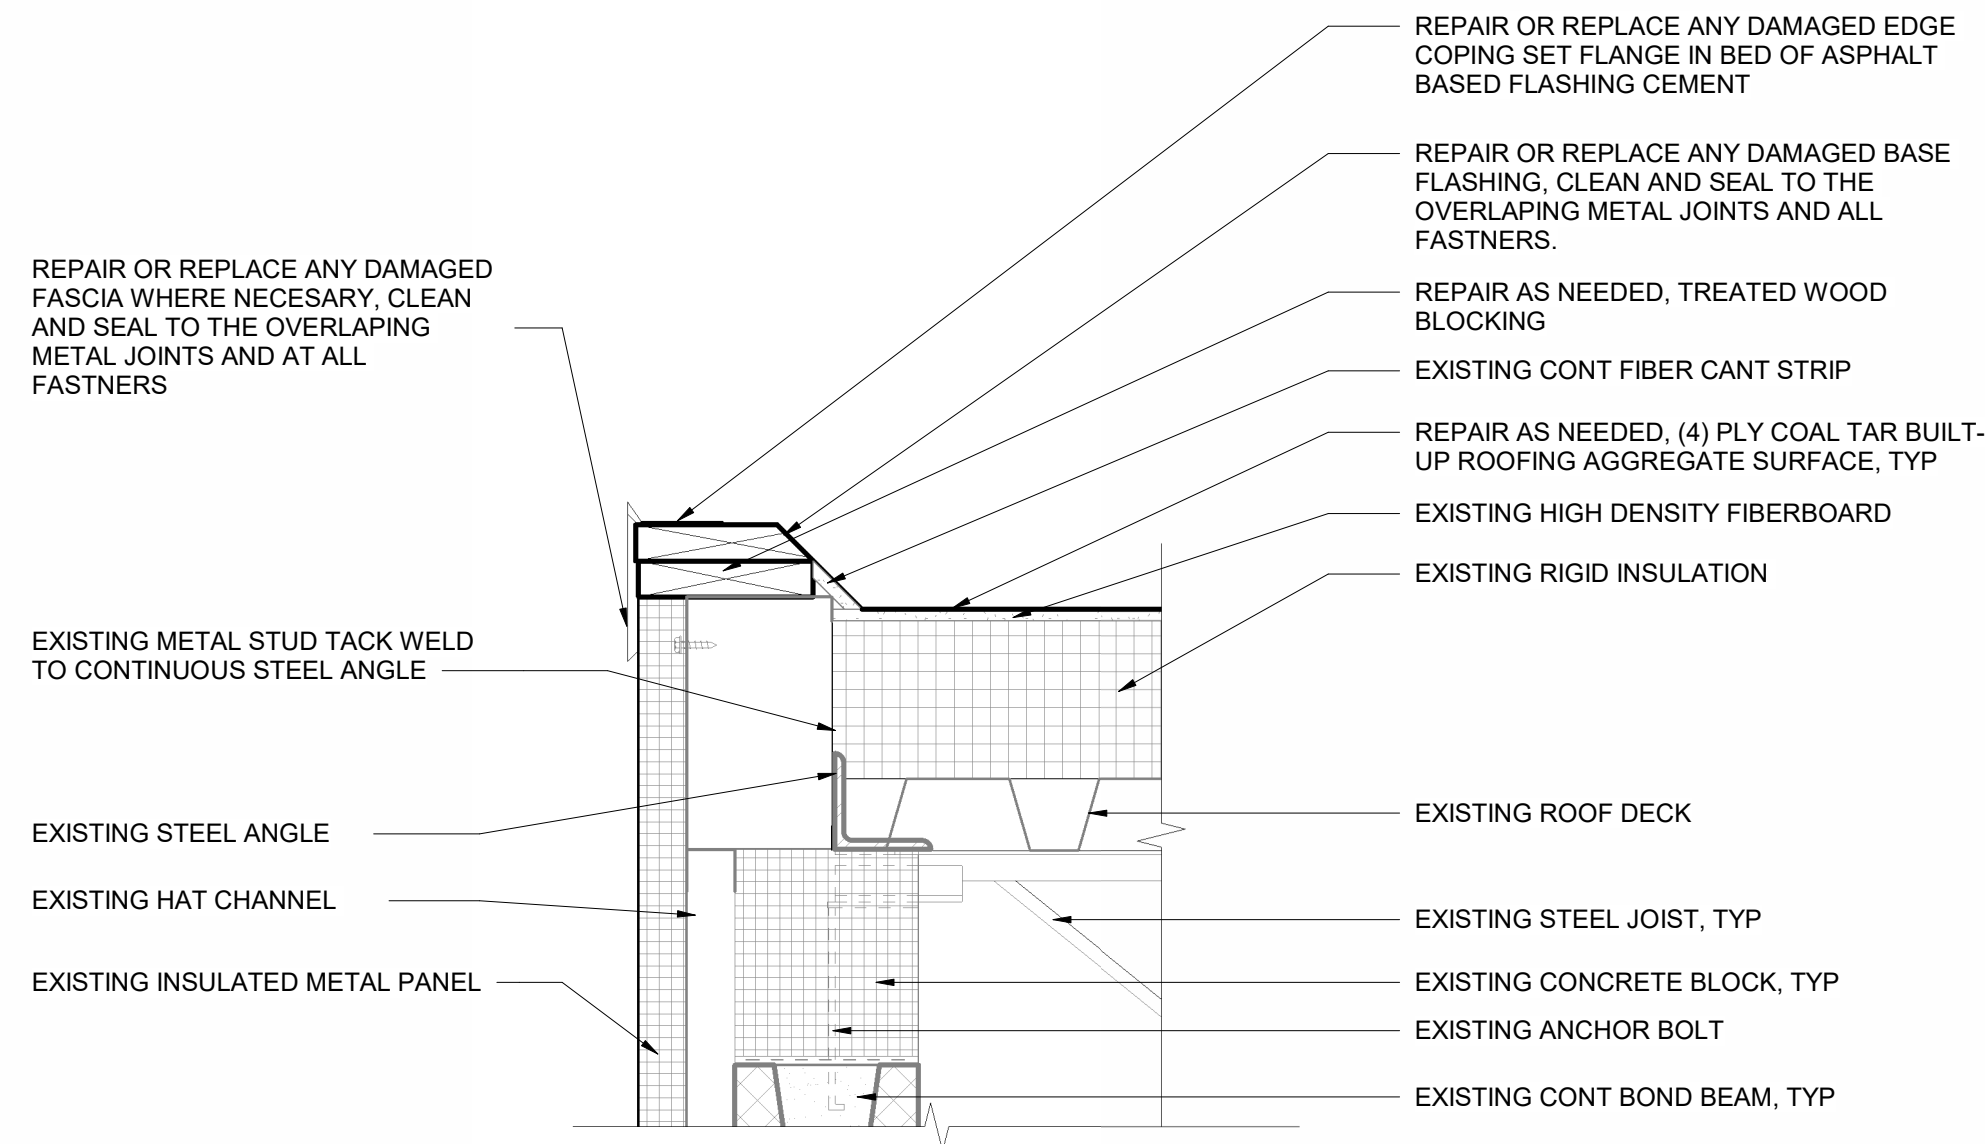 REPAIR OR REPLACE ANY DAMAGED EDGE
COPING SET FLANGE IN BED OF ASPHALT
BASED FLASHING CEMENT
REPAIR OR REPLACE ANY DAMAGED BASE
FLASHING, CLEAN AND SEAL TO THE
OVERLAPING METAL JOINTS AND ALL
FASTNERS.
REPAIR OR REPLACE ANY DAMAGED
FASCIA WHERE NECESARY, CLEAN
AND SEAL TO THE OVERLAPING
METAL JOINTS AND AT ALL
FASTNERS
REPAIR AS NEEDED, TREATED WOOD
BLOCKING
EXISTING CONT FIBER CANT STRIP
REPAIR AS NEEDED, (4) PLY COAL TAR BUILT-
UP ROOFING AGGREGATE SURFACE, TYP
EXISTING HIGH DENSITY FIBERBOARD
EXISTING RIGID INSULATION
EXISTING METAL STUD TACK WELD
TO CONTINUOUS STEEL ANGLE
EXISTING STEEL ANGLE
EXISTING HAT CHANNEL
EXISTING INSULATED METAL PANEL
EXISTING ROOF DECK
EXISTING STEEL JOIST, TYP
EXISTING CONCRETE BLOCK, TYP
EXISTING ANCHOR BOLT
EXISTING CONT BOND BEAM, TYP